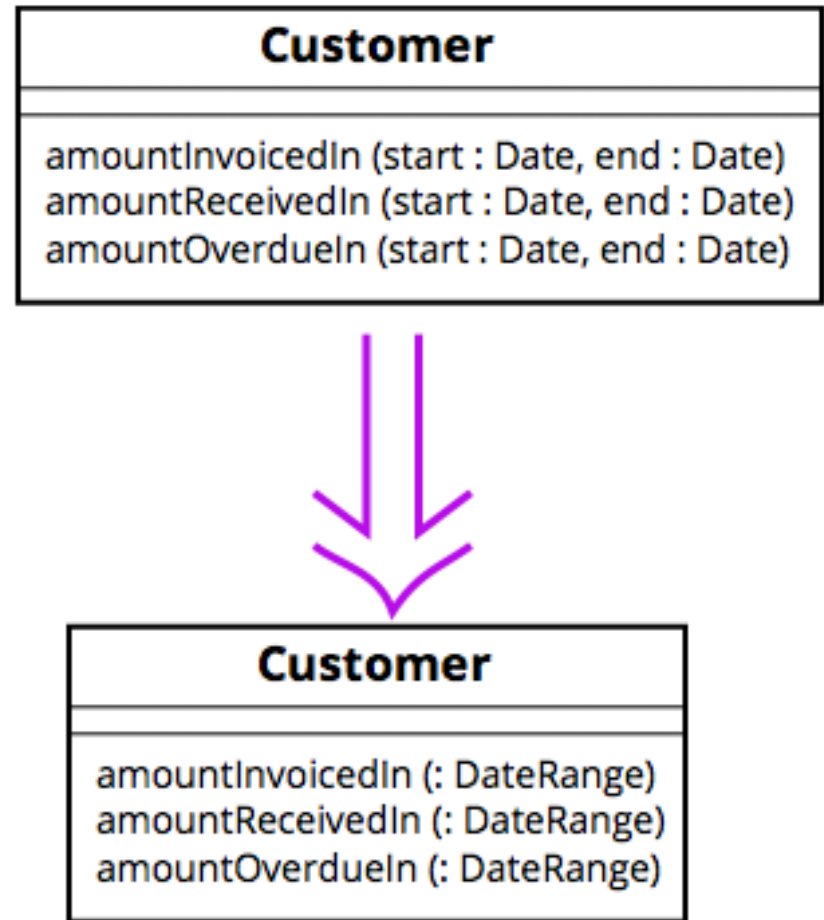 Customer
amountInvoicedIn (start : Date, end : Date)
amountReceivedIn (start : Date, end : Date)
amountOverdueIn (start : Date, end : Date)
Customer
amountInvoicedIn (: DateRange)
amountReceivedIn (: DateRange)
amountOverdueIn (: DateRange)